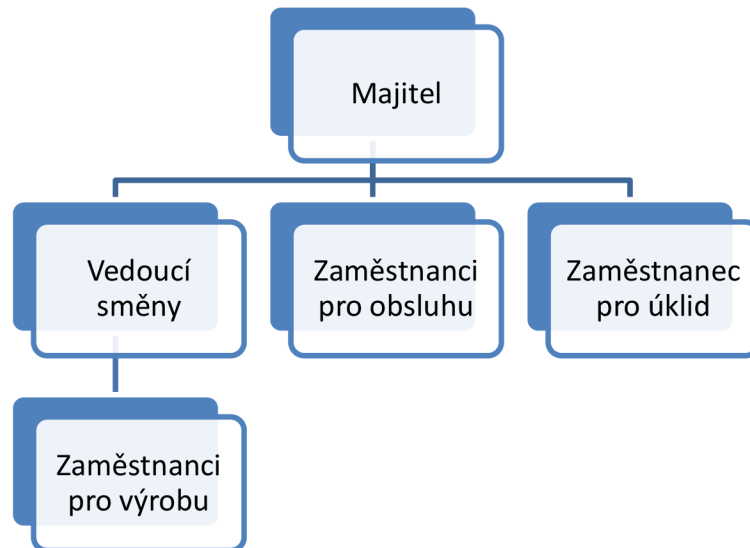 Majitel
Vedoucí
směny
Zaměstnanci
pro obsluhu
Zaměstnanec
pro úklid
Zaměstnanci
pro výrobu